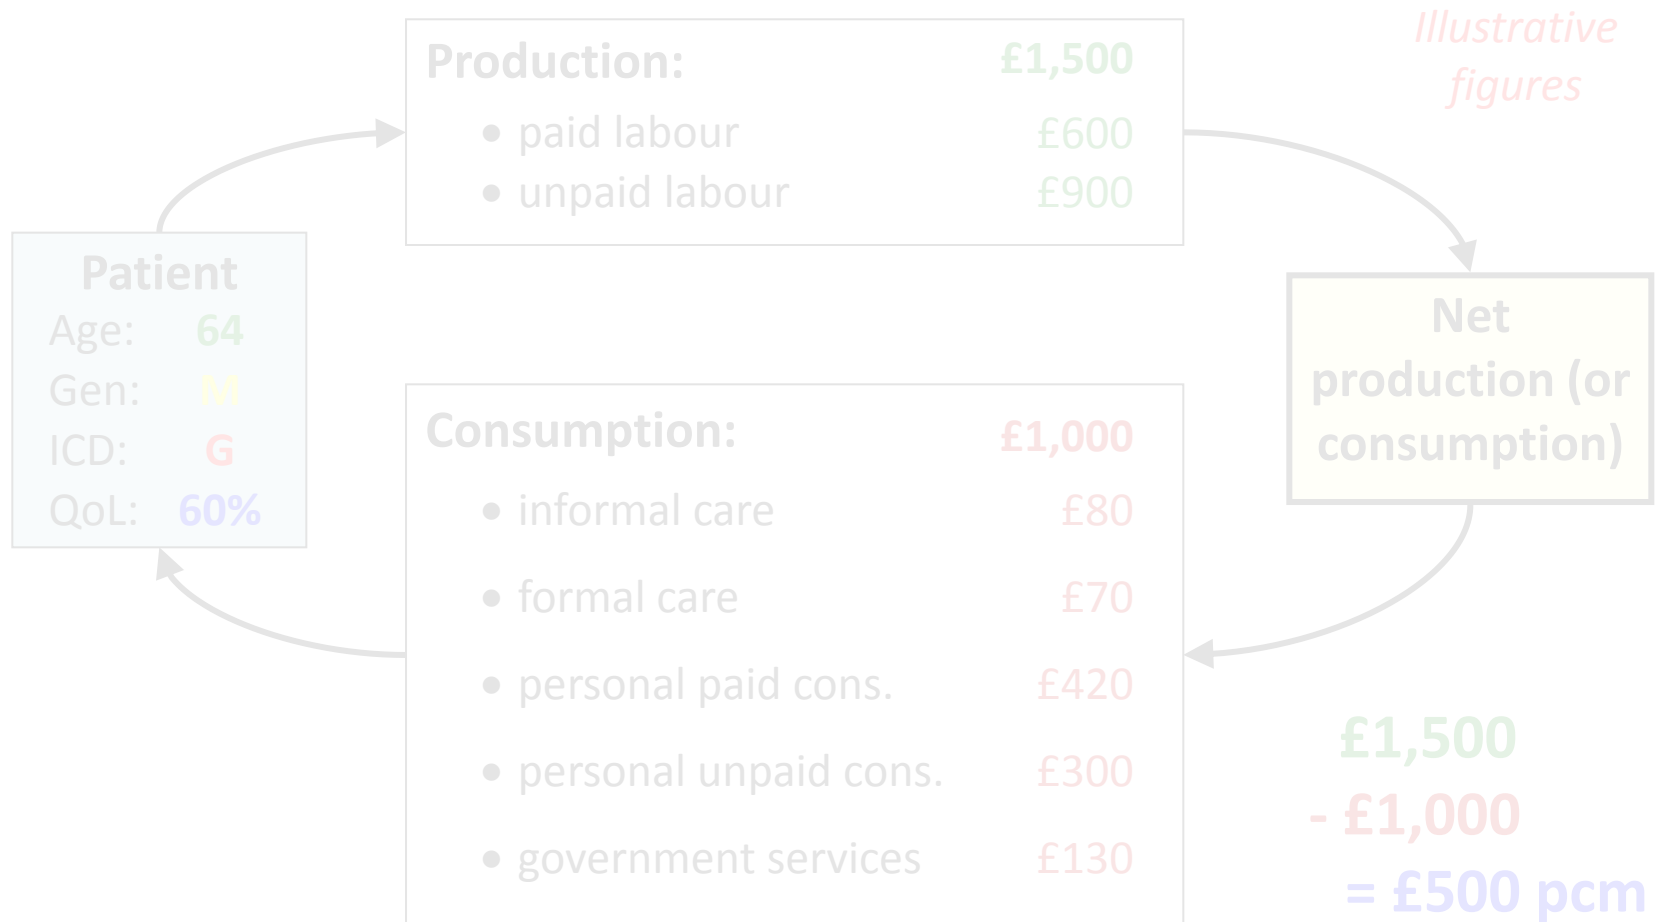 Illustrative
figures
Production: £1,500
• paid labour £600
• unpaid labour £900
Patient
Age: 64
Gen: M
ICD: G
QoL: 60%
Net
production (or
consumption)
Consumption: £1,000
• informal care £80
• formal care £70
• personal paid cons. £420
• personal unpaid cons. £300
• government services £130
£1,500
- £1,000
= £500 pcm